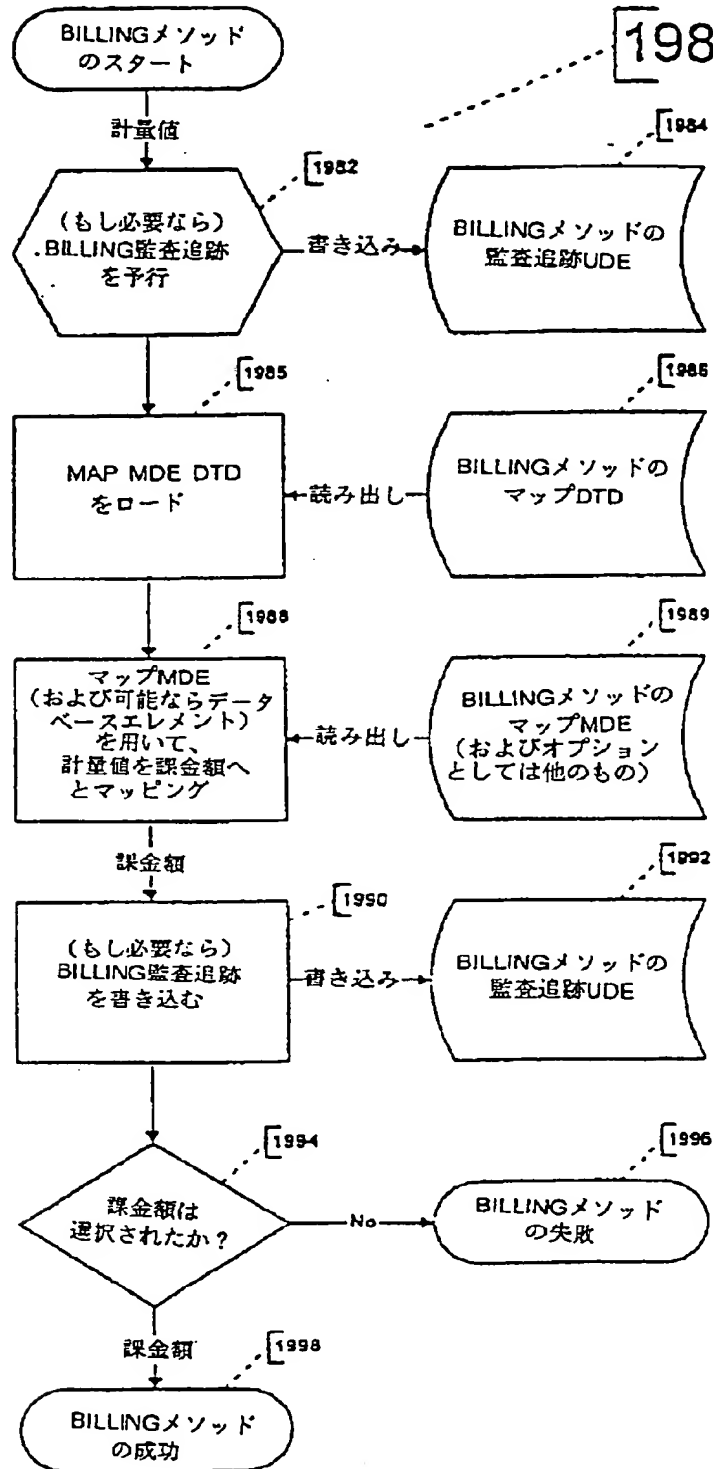 BILLINGメソッド
のスタート
198
計量値
1982
1984
(もし必要なら)
.BILLING監査追跡
を予行
書き込み
BILLINGメソッドの
監査追跡UDE
1985
1985
MAP MDE DTD
をロード
読み出し
BILLINGメソッドの
マップDTD
1988
1989
マップMDE
(および可能ならデータ
ベースエレメント)
を用いて、
計量値を課金額へ
とマッピング
読み出し
BILLINGメソッドの
マップMDE
(およびオプション
としては他のもの)
課金額
1990
1992
(もし必要なら)
BILLING監査追跡
を書き込む
書き込み
BILLINGメソッドの
監査追跡UDE
1994
1996
課金額は
選択されたか?
No
BILLINGメソッド
の失敗
課金額
1998
BILLINGメソッド
の成功